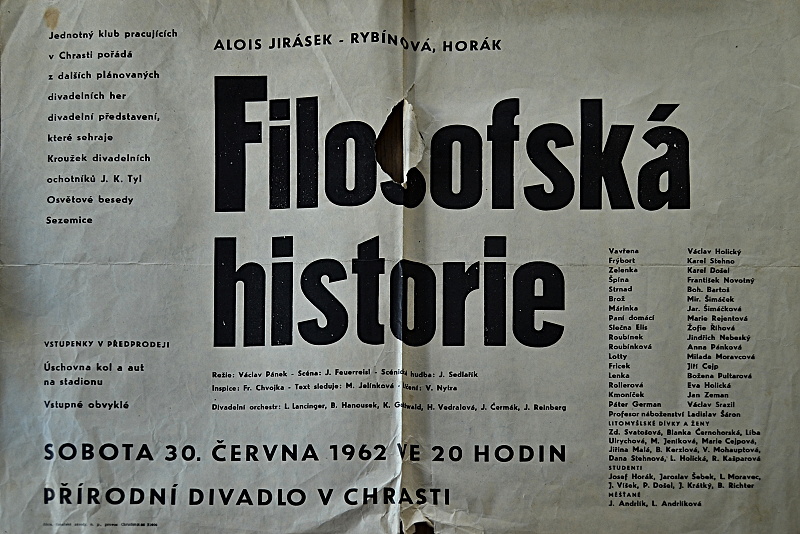 Jednotný klub pracujících
v Chrasti pořádá
z dalších plánovaných
divadelních her
divadelní představení,
které sehraje
Kroužek divadelních
ochotníků J. K. Tyl
Osvětové besedy
Sezemice
ALOIS JIRÁSEK - RYBÍNOVÁ, HORÁK
Filosofská
historie
VSTUPENKY V PŘEDPRODEJI
Úschovna kol a aut
na stadionu
Vstupné obvyklé
Režie: Václav Pánek - Scéna: J. Feuerreisl - Scénická hudba: J. Sedlařík
Inspice: Fr. Chvojka - Text sleduje: M. Jelínková - V. Nytra
Divadelní orchestr: L. Lancinger, B. Hanousek, K. H. Vedralová, J. Čermák, J. Reinberg
Vavřena Václav Holický
Frýbort Karel Stehno
Zelenka Karel Došel
Špína František Novotný
Strnad Boh. Bartoš
Brož Mir. Šimáček
Márinka Jar. Šimáčková
Paní domácí Marie Rejentová
Slečna Elis Žofie Říhová
Roubínek Jindřich Nebeský
Roubínková Anna Pánková
Lotty Milada Moravcová
Fricek Jiří Cejp
Lenka Božena Pultarová
Rollerová Eva Holická
Kmoníček Jan Zeman
Páter German Václav Srazil
Profesor náboženství Ladislav Šáron
LITOMYŠLSKÉ DÍVKY A ŽENY
Zd. Svatošová, Blanka Černohorská, Liba
Ulrychová, M. Jeníková, Marie Cejpová,
Jiřina Malá, B. Kerzlová, V. Mohauptová,
Dana Stehnová, L. Holická, R. Kašparová
STUDENTI
Josef Horák, Jaroslav Šebek, L. Moravec,
J. Víšek, P. Došel, J. Krátký, B. Richter
MĚŠŤANÉ
J. Andrlík, L. Andrlíková
SOBOTA 30. ČERVNA 1962 VE 20 HODIN
PŘÍRODNÍ DIVADLO V CHRASTI